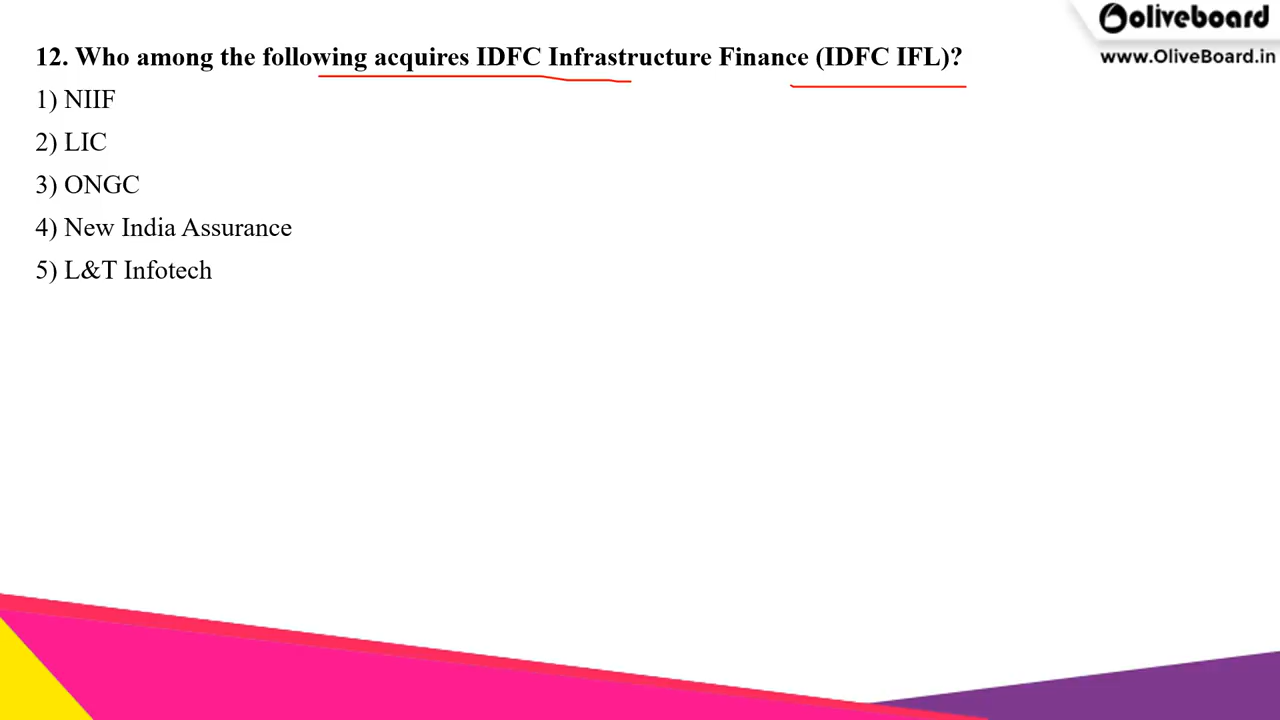 oliveboard
www.OliveBoard.in
12. Who among the following acquires IDFC Infrastructure Finance (IDFC IFL)?
1) NIIF
2) LIC
3) ONGC
4) New India Assurance
5) L&T Infotech